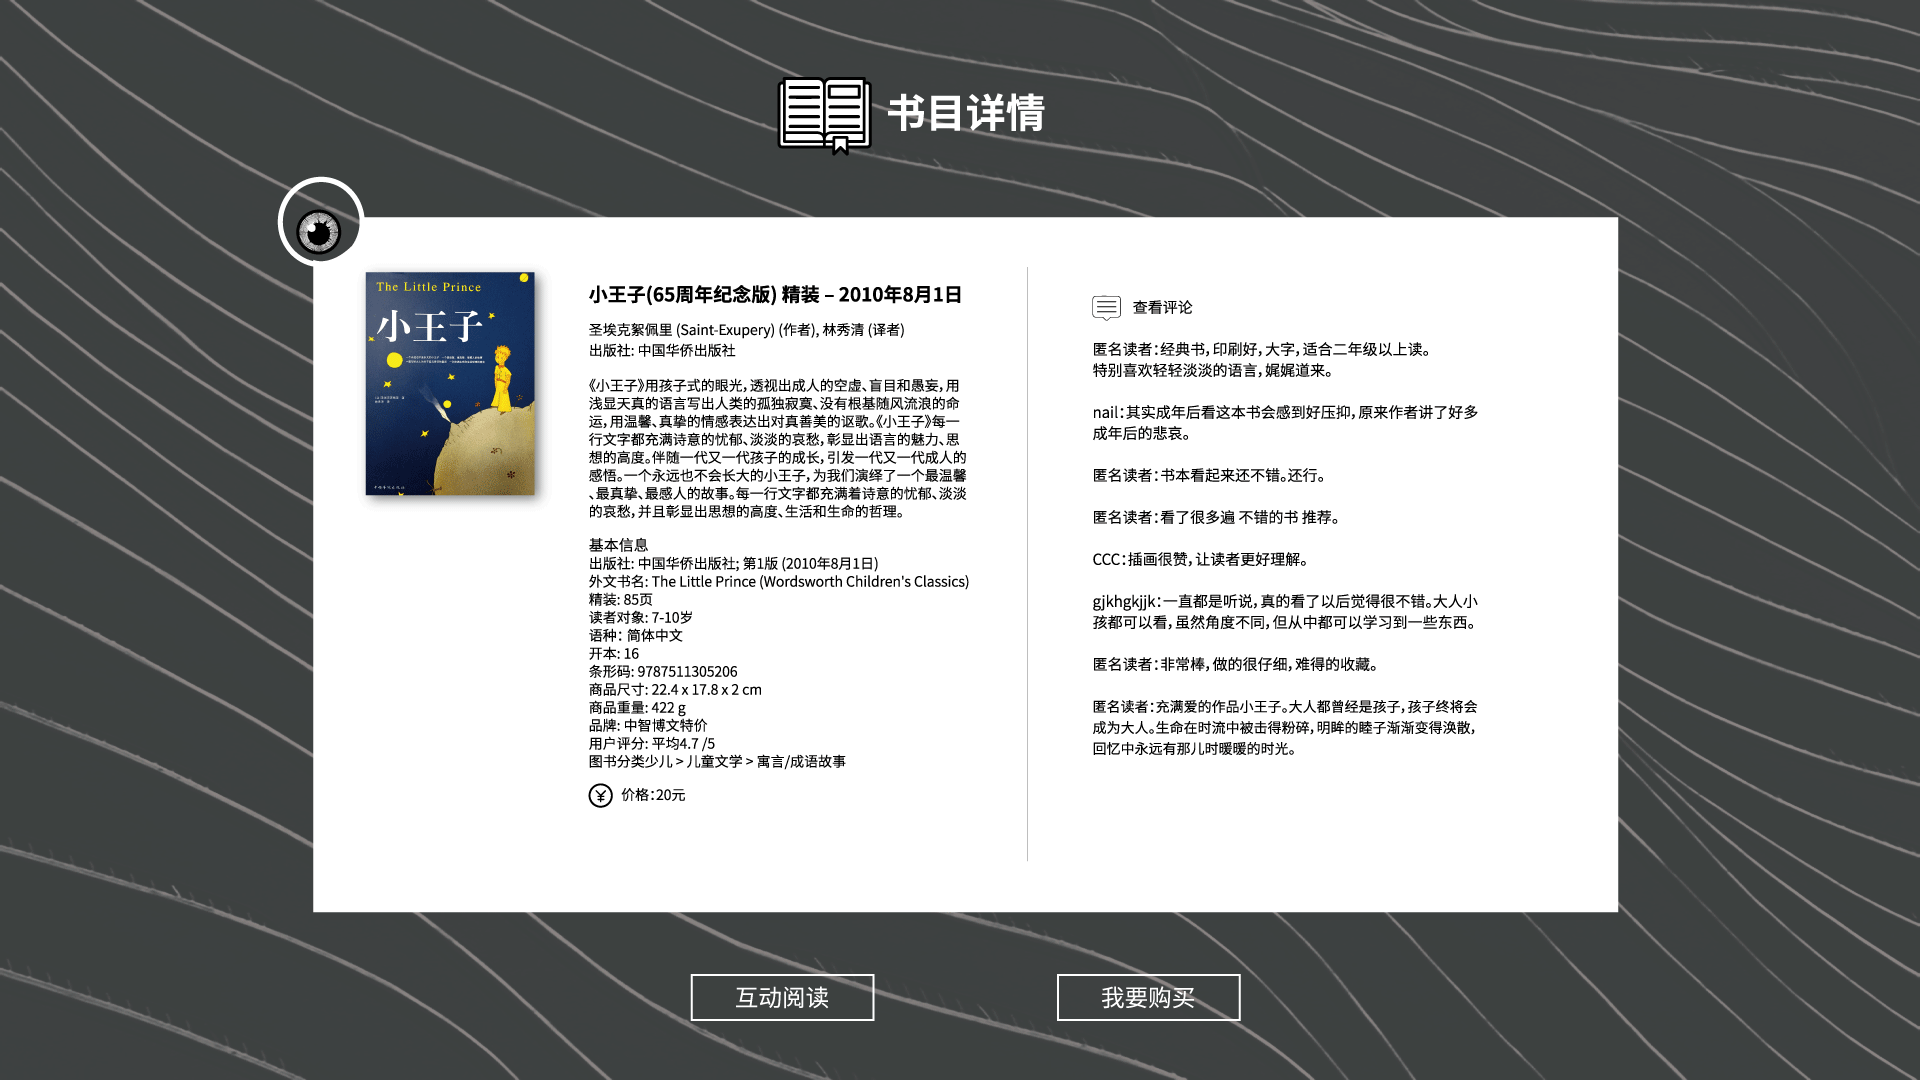 书目详情
The Little Prince
小王子
小王子(65周年纪念版) 精装 – 2010年8月1日
圣埃克絮佩里 (Saint-Exupery) (作者), 林秀清 (译者)
出版社: 中国华侨出版社
《小王子》用孩子式的眼光，透视出成人的空虚、盲目和愚妄，用
浅显天真的语言写出人类的孤独寂寞、没有根基随风流浪的命
运，用温馨、真挚的情感表达出对真善美的讴歌。《小王子》每一
行文字都充满诗意的忧郁、淡淡的哀愁，彰显出语言的魅力、思
想的高度。伴随一代又一代孩子的成长，引发一代又一代成人的
感悟。一个永远也不会长大的小王子，为我们演绎了一个最温馨
、最真挚、最感人的故事。每一行文字都充满着诗意的忧郁、淡淡
的哀愁，并且彰显出思想的高度、生活和生命的哲理。
基本信息
出版社: 中国华侨出版社; 第1版 (2010年8月1日)
外文书名: The Little Prince (Wordsworth Children's Classics)
精装: 85页
读者对象: 7-10岁
语种： 简体中文
开本: 16
条形码: 9787511305206
商品尺寸: 22.4 x 17.8 x 2 cm
商品重量: 422 g
品牌: 中智博文特价
用户评分: 平均4.7 /5
图书分类少儿 > 儿童文学 > 寓言/成语故事
¥ 价格：20元
查看评论
匿名读者：经典书，印刷好，大字，适合二年级以上读。
特别喜欢轻轻淡淡的语言，娓娓道来。
nail：其实成年后看这本书会感到好压抑，原来作者讲了好多
成年后的悲哀。
匿名读者：书本看起来还不错。还行。
匿名读者：看了很多遍 不错的书 推荐。
CCC：插画很赞，让读者更好理解。
gjkhgkjjk：一直都是听说，真的看了以后觉得很不错。大人小
孩都可以看，虽然角度不同，但从中都可以学习到一些东西。
匿名读者：非常棒，做的很仔细，难得的收藏。
匿名读者：充满爱的作品小王子。大人都曾经是孩子，孩子终将会
成为大人。生命在时流中被击得粉碎，明眸的睦子渐渐变得涣散，
回忆中永远有那儿时暖暖的时光。
互动阅读
我要购买